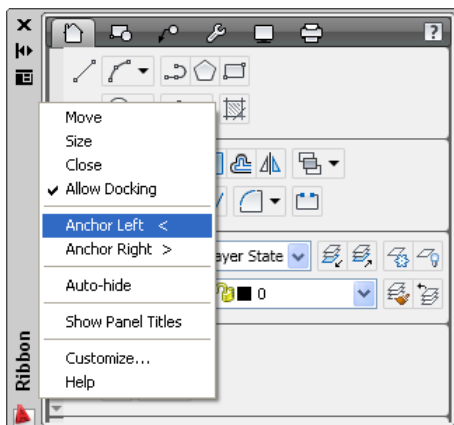 ?
Move
Size
Close
Allow Docking
Anchor Left <
Anchor Right >
ayer State
Auto-hide
0
Show Panel Titles
Customize...
Help
Ribbon